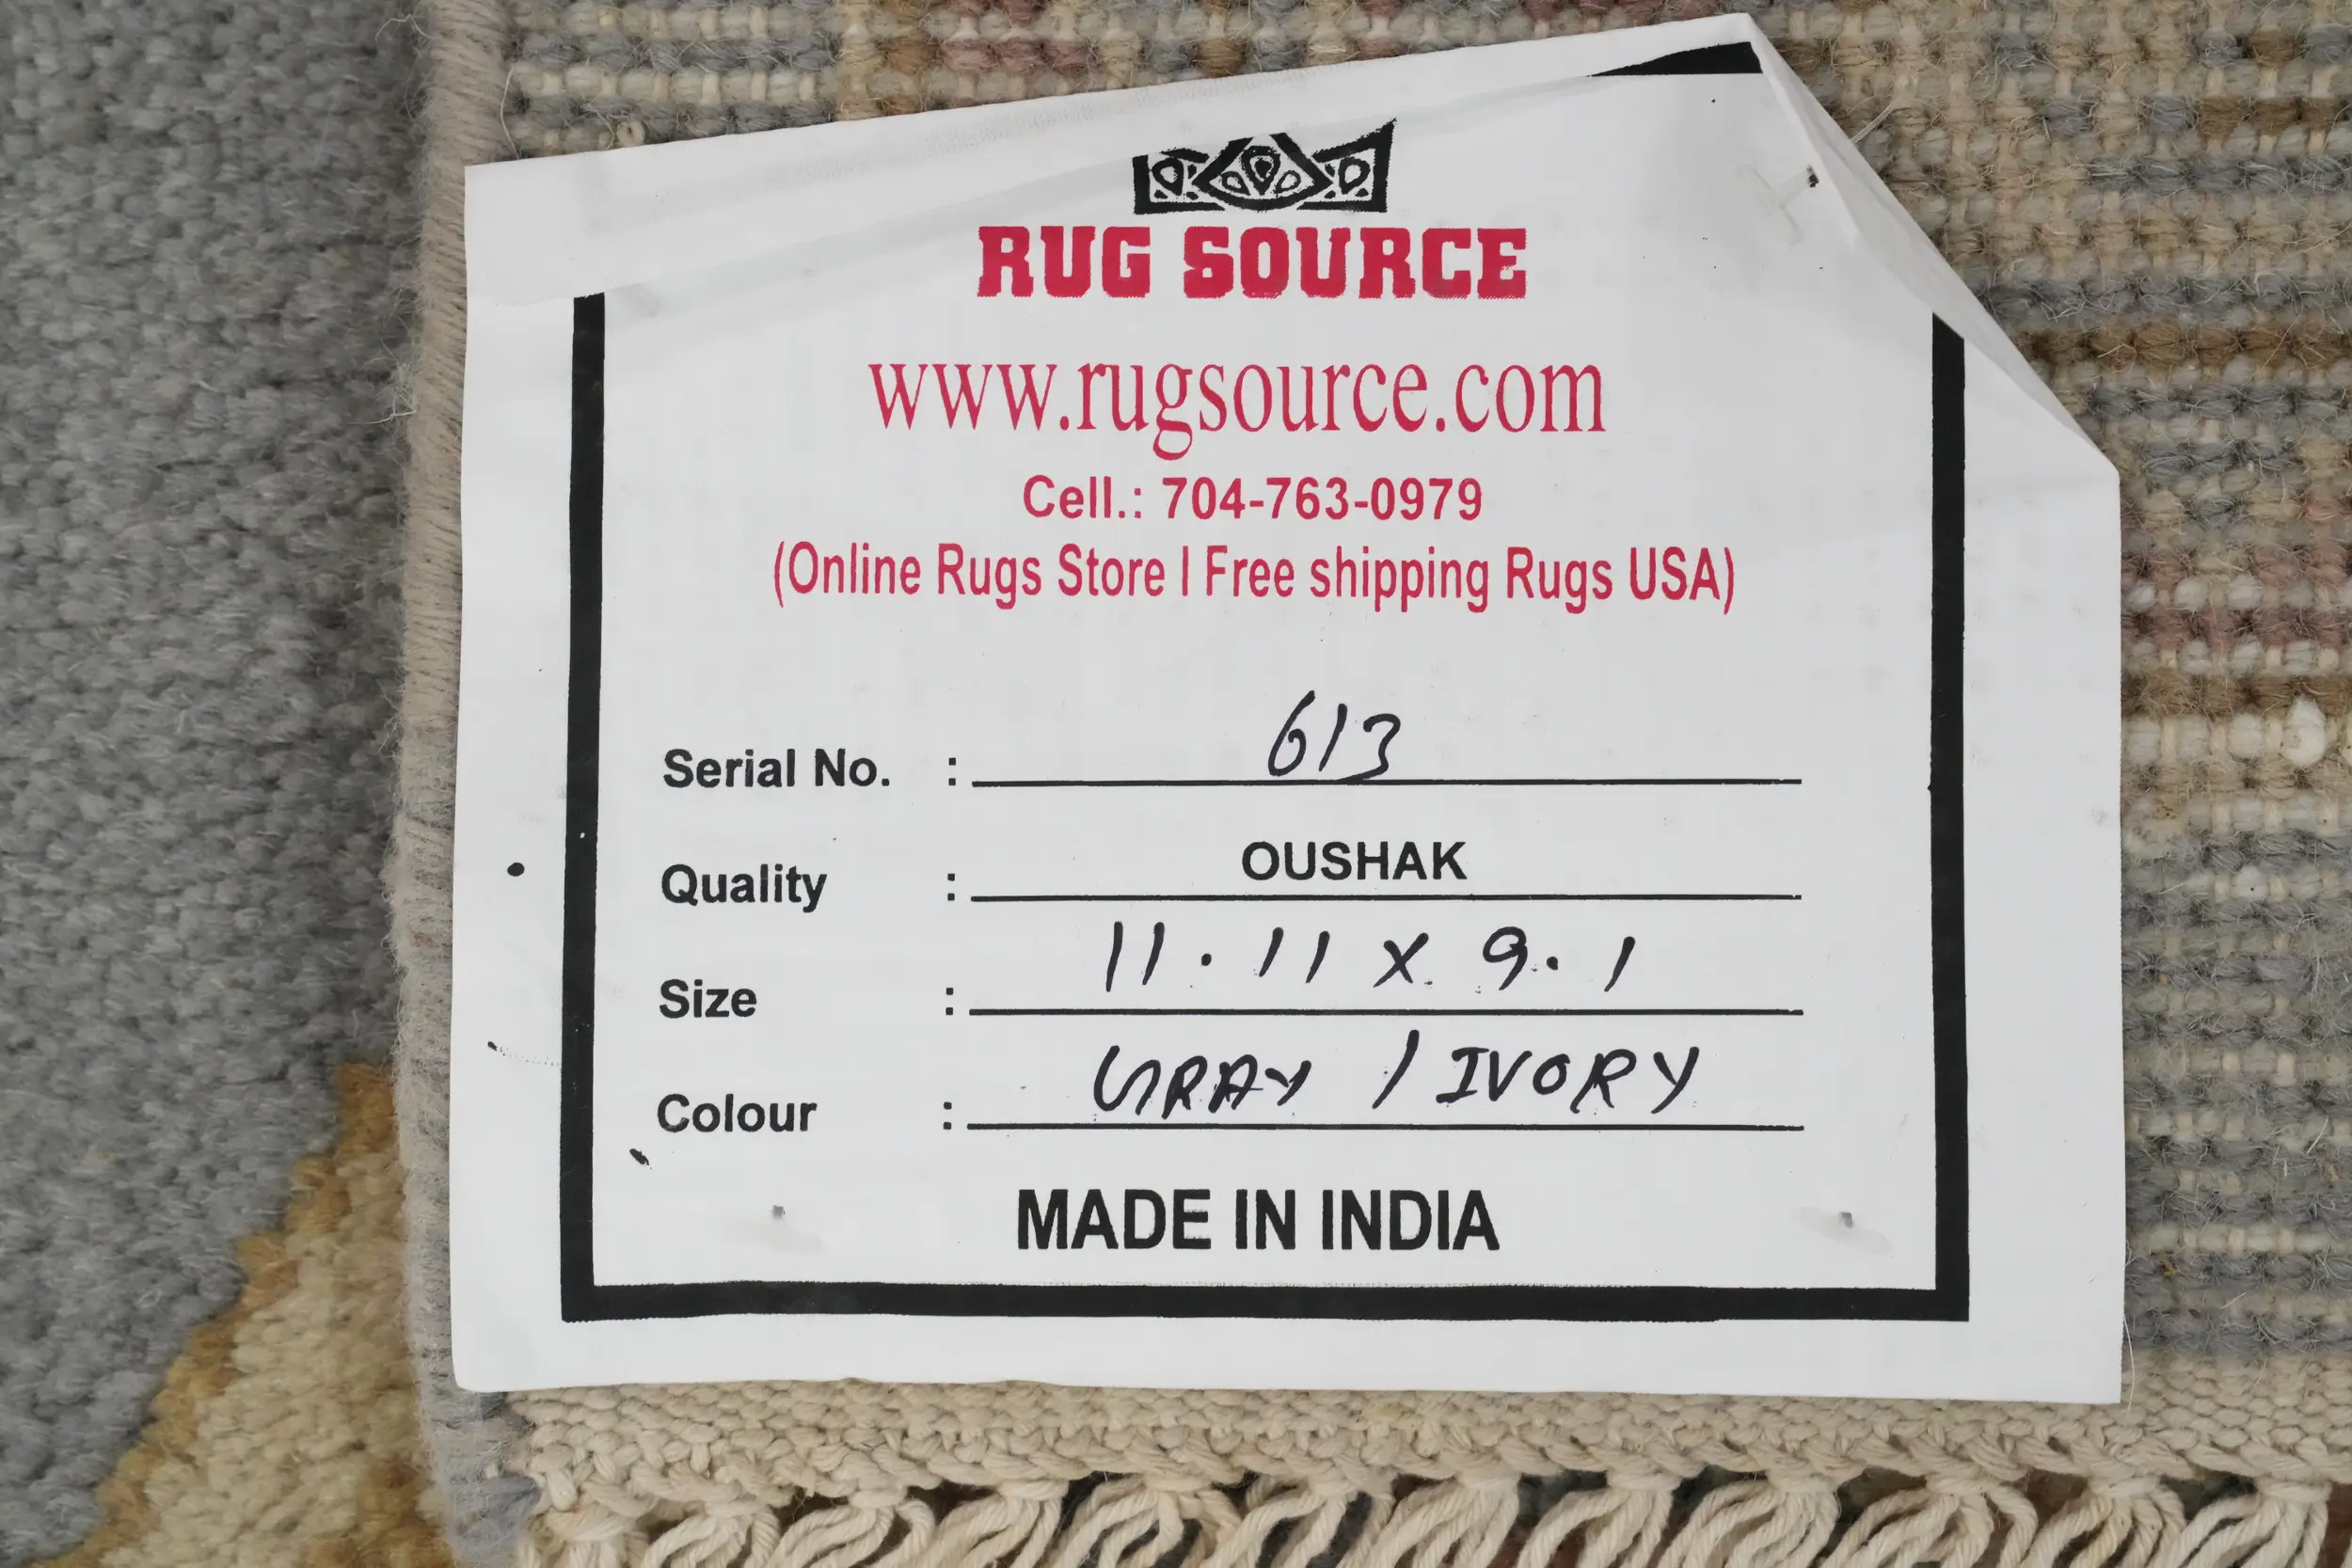 RUG SOURCE
www.rugsource.com
Cell.: 704-763-0979
(Online Rugs Store I Free shipping Rugs USA)
Serial No. : 613
Quality : OUSHAK
Size : 11.11 x 9.1
Colour : GRAY / IVORY
MADE IN INDIA